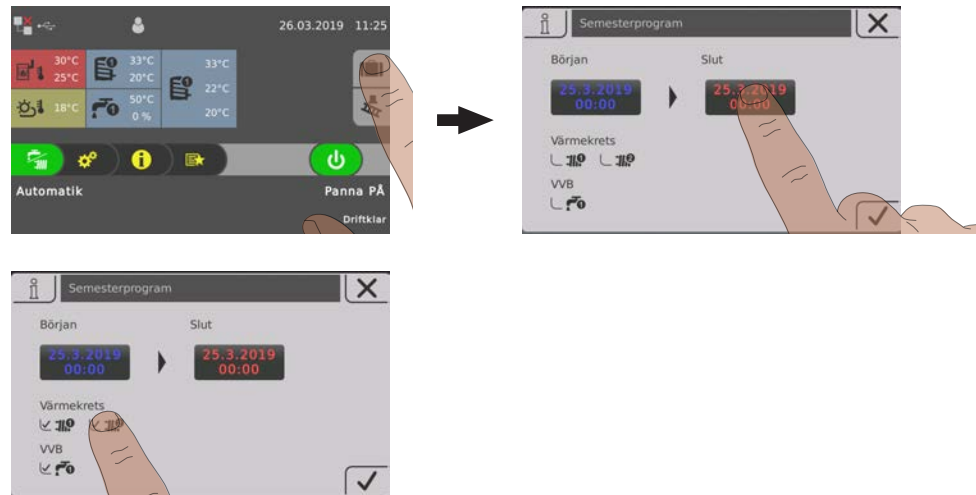 26.03.2019 11:25
30°C
25°C
33°C
20°C
33°C
22°C
20°C
18°C
50°C
0 %
Automatik
Panna PÅ
Driftklar
Semesterprogram
Början
Slut
25.3.2019
00:00
25.3.2019
00:00
Värmekrets
VVB
Semesterprogram
Början
Slut
25.3.2019
00:00
25.3.2019
00:00
Värmekrets
VVB